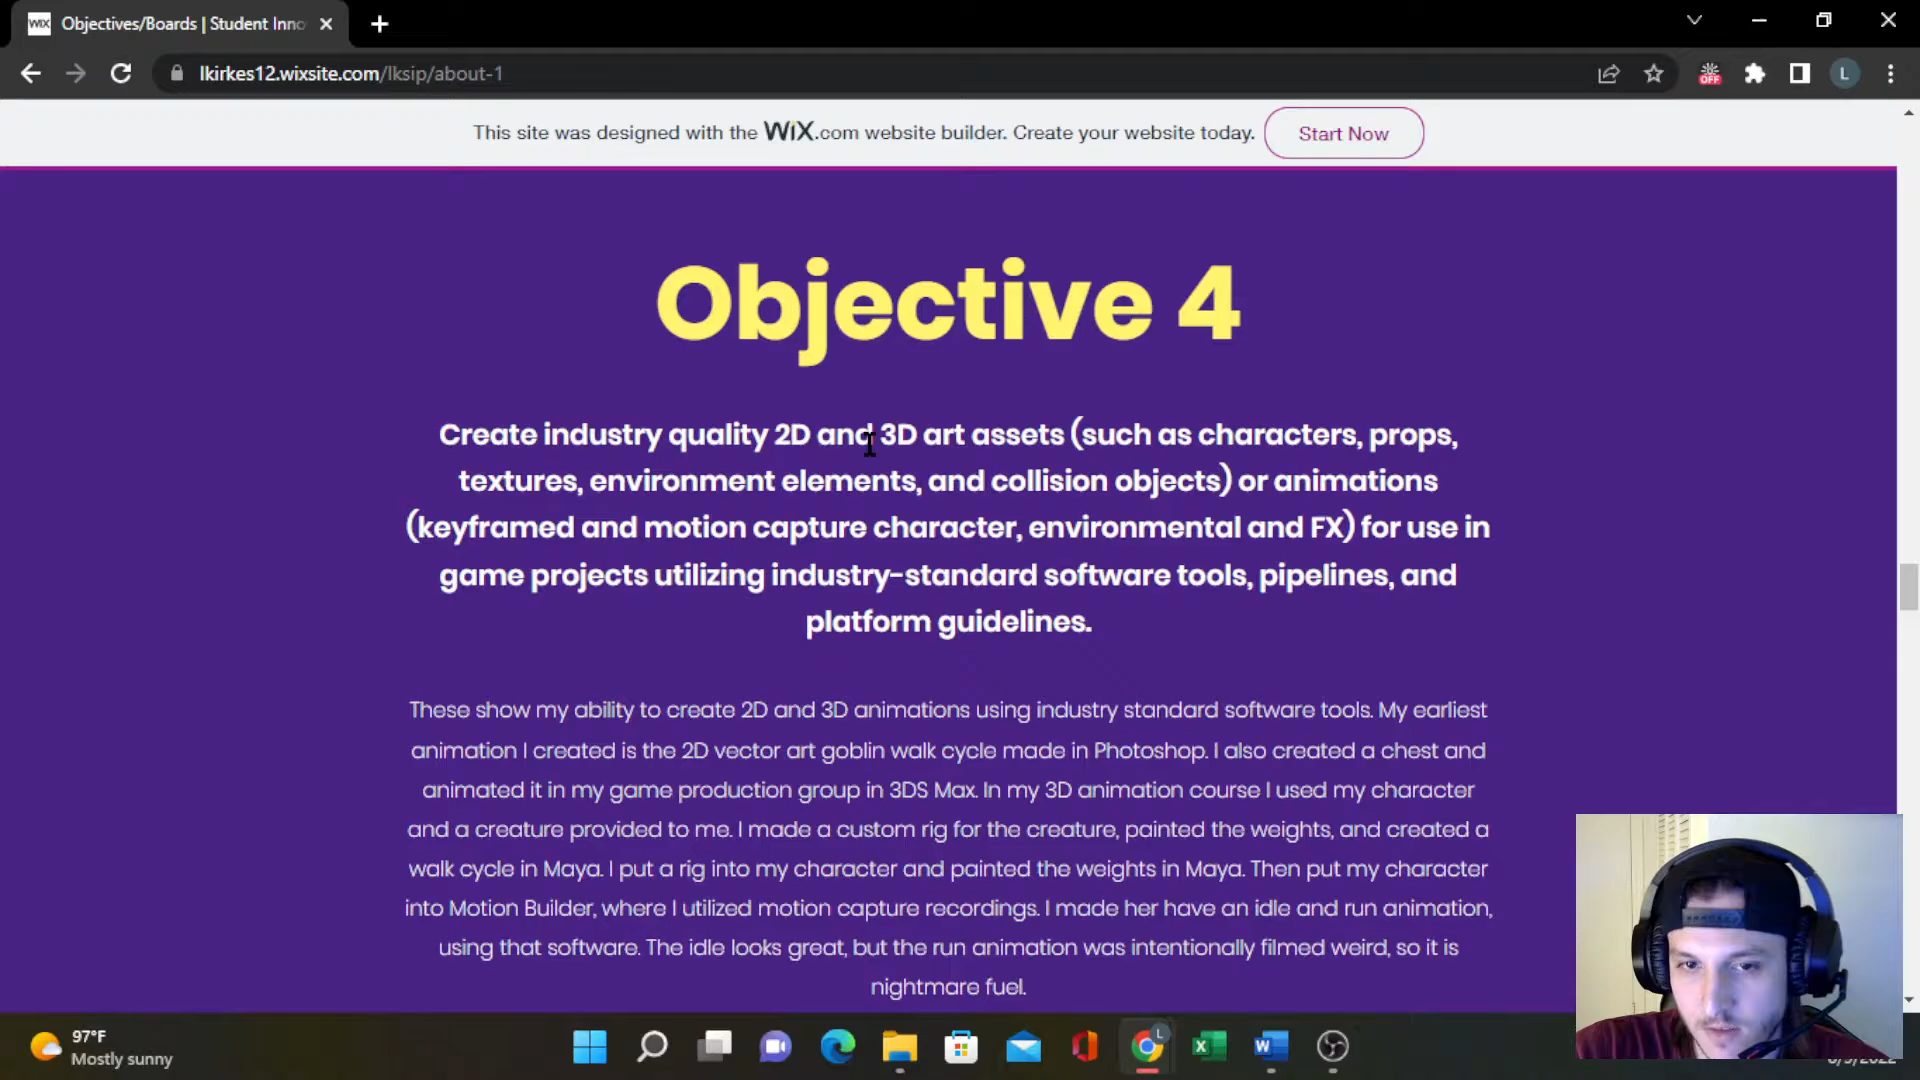 WiX Objectives/Boards | Student Inno
lkirkes12.wixsite.com/lksip/about-1
OFF
L
This site was designed with the WiX.com website builder. Create your website today. Start Now
Objective 4
Create industry quality 2D and 3D art assets (such as characters, props,
textures, environment elements, and collision objects) or animations
(keyframed and motion capture character, environmental and FX) for use in
game projects utilizing industry-standard software tools, pipelines, and
platform guidelines.
These show my ability to create 2D and 3D animations using industry standard software tools. My earliest
animation I created is the 2D vector art goblin walk cycle made in Photoshop. I also created a chest and
animated it in my game production group in 3DS Max. In my 3D animation course I used my character
and a creature provided to me. I made a custom rig for the creature, painted the weights, and created a
walk cycle in Maya. I put a rig into my character and painted the weights in Maya. Then put my character
into Motion Builder, where I utilized motion capture recordings. I made her have an idle and run animation,
using that software. The idle looks great, but the run animation was intentionally filmed weird, so it is
nightmare fuel.
97°F
Mostly sunny
L
X
W